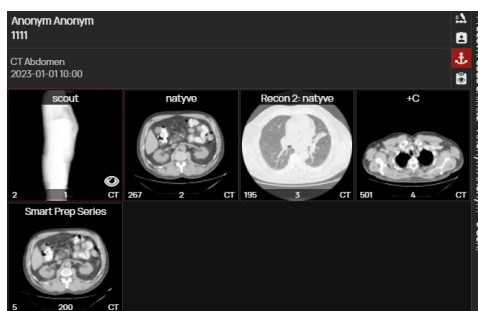 Anonym Anonym
1111
CT Abdomen
2023-01-01 10:00
scout
2 1 CT
natyve
267 2 CT
Recon 2: natyve
195 3 CT
+C
501 4 CT
Smart Prep Series
5 200 CT